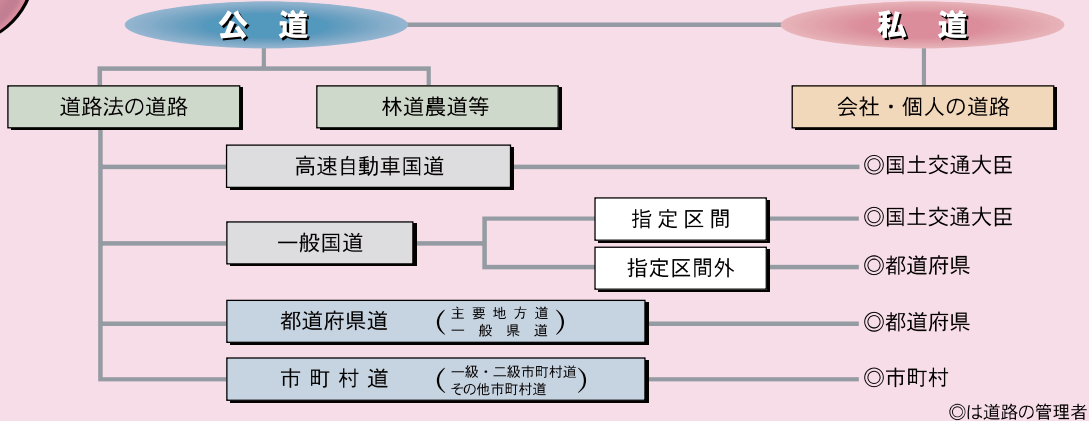 公 道
私 道
道路法の道路
林道農道等
会社・個人の道路
高速自動車国道
◎国土交通大臣
一般国道
指定区間
◎国土交通大臣
指定区間外
◎都道府県
都道府県道 (主要地方道
一般県道)
◎都道府県
市町村道 (一級・二級市町村道
その他市町村道)
◎市町村
◎は道路の管理者